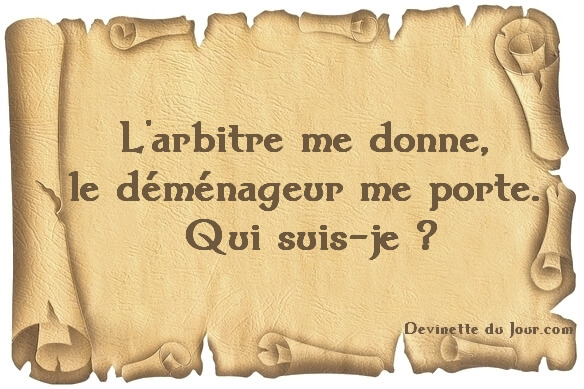 L'arbitre me donne,
le déménageur me porte.
Qui suis-je ?
Devinette du Jour.com